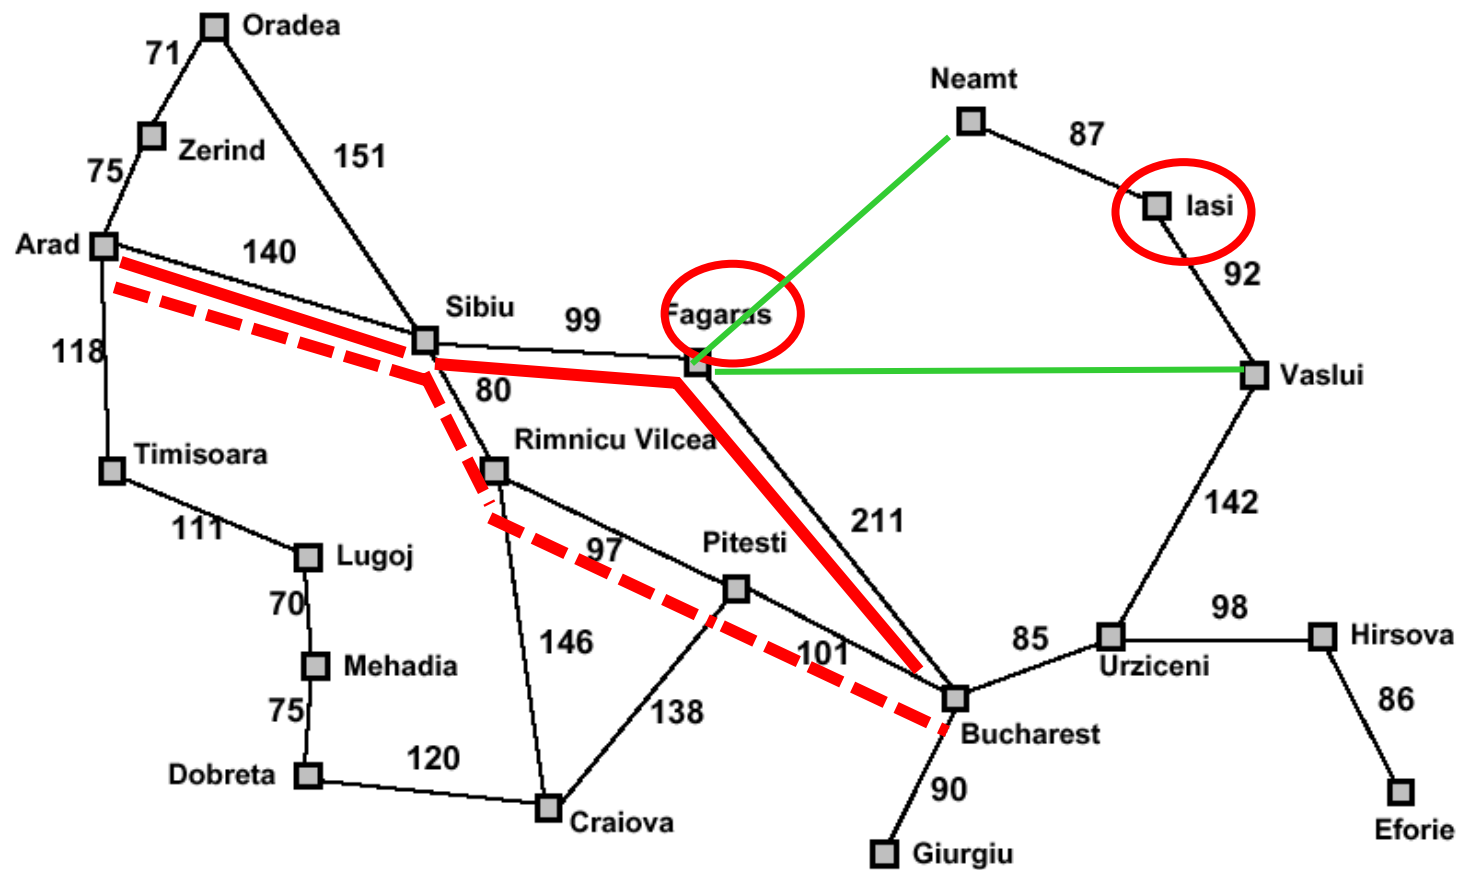 Oradea
71
Neamt
87
Zerind
151
75
Iasi
Arad
140
92
Sibiu
99
Fagaras
118
80
Vaslui
Rimnicu Vilcea
Timisoara
142
111
211
97
Pitesti
Lugoj
70
98
146
101
85
Hirsova
Mehadia
Urziceni
86
75
138
Bucharest
Dobreta
120
90
Craiova
Eforie
Giurgiu